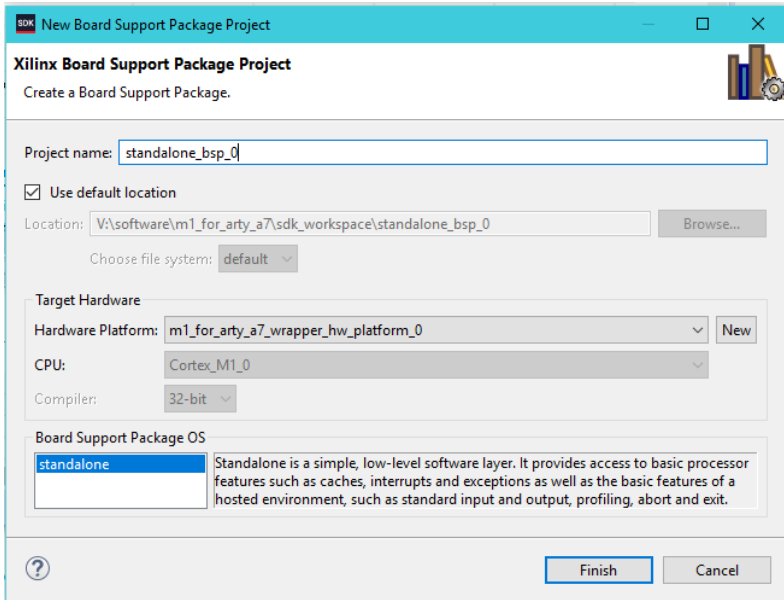 SDK New Board Support Package Project
Xilinx Board Support Package Project
Create a Board Support Package.
Project name: standalone_bsp_0
Use default location
Location: V:\software\m1_for_arty_a7\sdk_workspace\standalone_bsp_0 Browse...
Choose file system: default
Target Hardware
Hardware Platform: m1_for_arty_a7_wrapper_hw_platform_0 New
CPU: Cortex_M1_0
Compiler: 32-bit
Board Support Package OS
standalone
Standalone is a simple, low-level software layer. It provides access to basic processor
features such as caches, interrupts and exceptions as well as the basic features of a
hosted environment, such as standard input and output, profiling, abort and exit.
? Finish Cancel